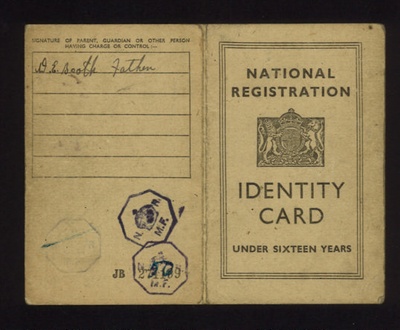 SIGNATURE OF PARENT, GUARDIAN OR OTHER PERSON
HAVING CHARGE OR CONTROL:—
D.E. Father
N. R.
M.F.
JB
M.F.
NATIONAL
REGISTRATION
IDENTITY
CARD
UNDER SIXTEEN YEARS